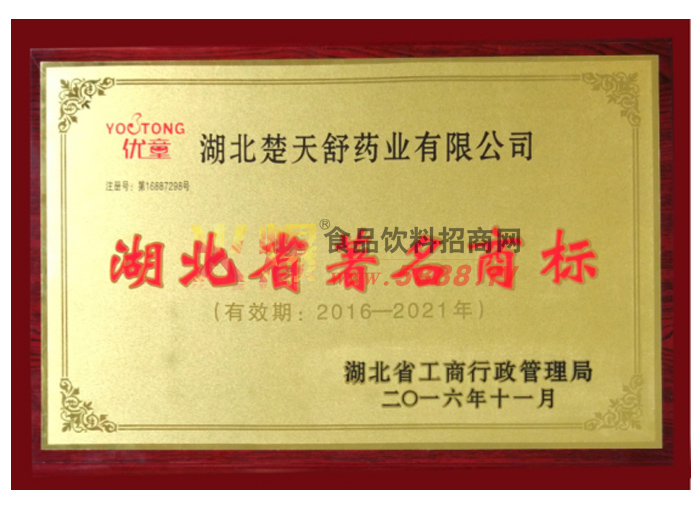 YOUTONG
优童
湖北楚天舒药业有限公司
注册号：第16887298号
®食品饮料招商网
湖北省著名商标
(有效期：2016—2021年)
湖北省工商行政管理局
二〇一六年十一月